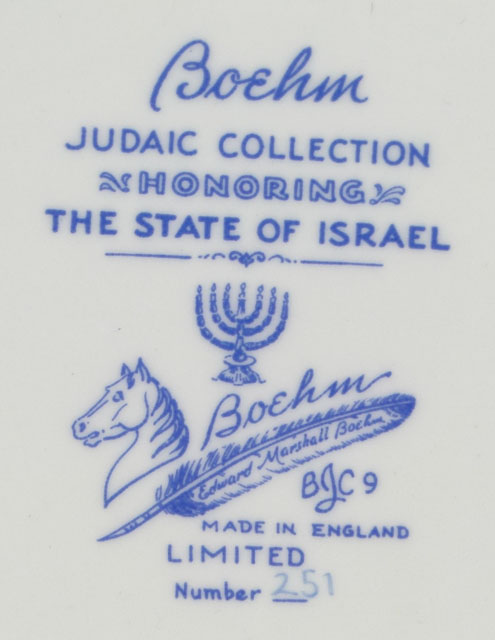 Boehm
JUDAIC COLLECTION
HONORING
THE STATE OF ISRAEL
Boehm
Edward Marshall Boehm
BJC 9
MADE IN ENGLAND
LIMITED
Number 251